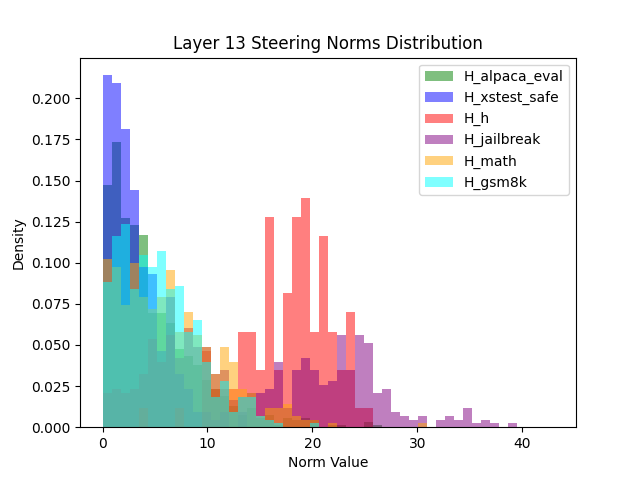 Layer 13 Steering Norms Distribution
H_alpaca_eval
H_xstest_safe
H_h
H_jailbreak
H_math
H_gsm8k
0.200
0.175
0.150
0.125
0.100
0.075
0.050
0.025
0.000
Density
0 10 20 30 40
Norm Value